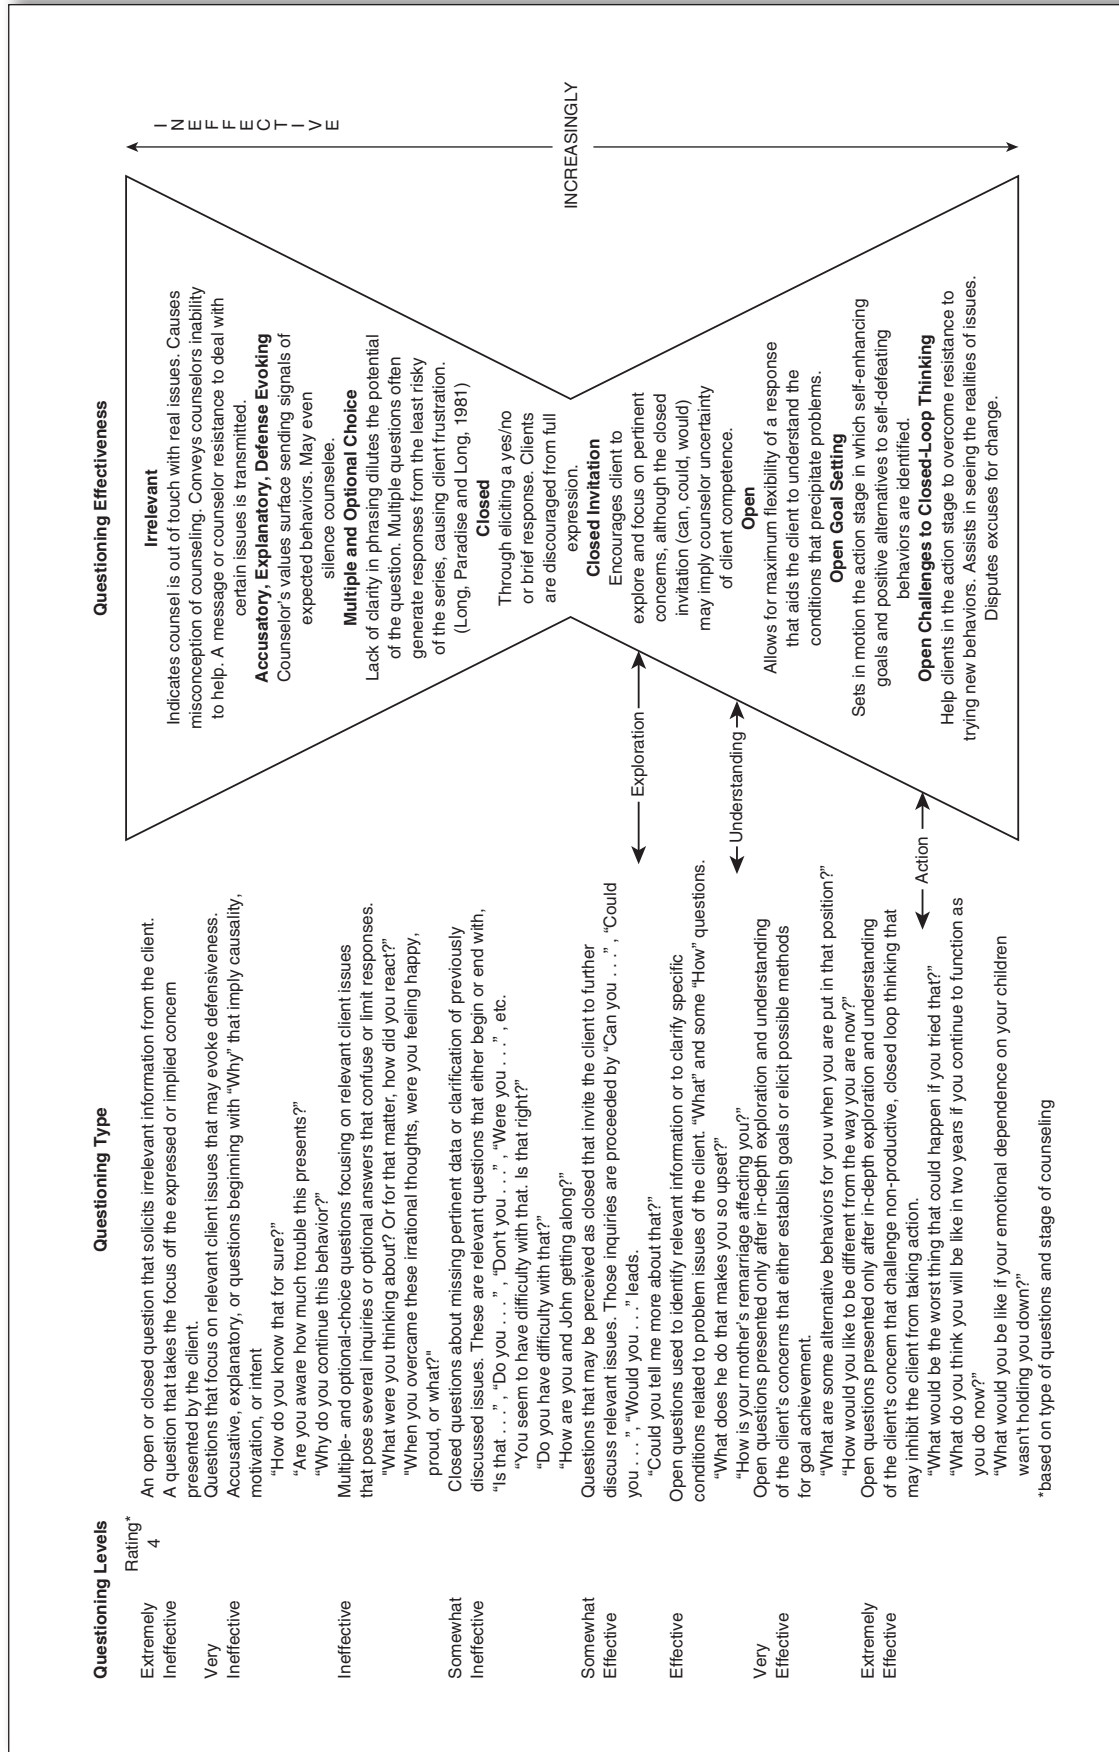 Questioning Levels
Rating*
Extremely
Ineffective
4
Very
Ineffective
Ineffective
Somewhat
Ineffective
Somewhat
Effective
Effective
Very
Effective
Extremely
Effective
Questioning Type
An open or closed question that solicits irrelevant information from the client.
A question that takes the focus off the expressed or implied concern
presented by the client.
Questions that focus on relevant client issues that may evoke defensiveness.
Accusative, explanatory, or questions beginning with “Why” that imply causality,
motivation, or intent
“How do you know that for sure?”
“Are you aware how much trouble this presents?”
“Why do you continue this behavior?”
Multiple- and optional-choice questions focusing on relevant client issues
that pose several inquiries or optional answers that confuse or limit responses.
"What were you thinking about? Or for that matter, how did you react?”
"When you overcame these irrational thoughts, were you feeling happy,
proud, or what?"
Closed questions about missing pertinent data or clarification of previously
discussed issues. These are relevant questions that either begin or end with,
“Is that . . .” , “Do you . . .” , “Don't you . . .” , “Were you . . .” , etc.
“You seem to have difficulty with that. Is that right?”
“Do you have difficulty with that?”
“How are you and John getting along?”
Questions that may be perceived as closed that invite the client to further
discuss relevant issues. Those inquiries are proceeded by “Can you . . .” , “Could
you . . .” , “Would you . . .” leads.
“Could you tell me more about that?”
Open questions used to identify relevant information or to clarify specific
conditions related to problem issues of the client. “What” and some “How” questions.
“What does he do that makes you so upset?”
“How is your mother's remarriage affecting you?”
Open questions presented only after in-depth exploration and understanding
of the client's concerns that either establish goals or elicit possible methods
for goal achievement.
“What are some alternative behaviors for you when you are put in that position?”
“How would you like to be different from the way you are now?”
Open questions presented only after in-depth exploration and understanding
of the client's concern that challenge non-productive, closed loop thinking that
may inhibit the client from taking action.
“What would be the worst thing that could happen if you tried that?”
“What do you think you will be like in two years if you continue to function as
you do now?”
“What would you be like if your emotional dependence on your children
wasn't holding you down?”
*based on type of questions and stage of counseling
Exploration
Understanding
Action
Questioning Effectiveness
Irrelevant
Indicates counsel is out of touch with real issues. Causes
misconception of counseling. Conveys counselors inability
to help. A message or counselor resistance to deal with
certain issues is transmitted.
Accusatory, Explanatory, Defense Evoking
Counselor's values surface sending signals of
expected behaviors. May even
silence counselee.
Multiple and Optional Choice
Lack of clarity in phrasing dilutes the potential
of the question. Multiple questions often
generate responses from the least risky
of the series, causing client frustration.
(Long, Paradise and Long, 1981)
Closed
Through eliciting a yes/no
or brief response. Clients
are discouraged from full
expression.
Closed Invitation
Encourages client to
explore and focus on pertinent
concerns, although the closed
invitation (can, could, would)
may imply counselor uncertainty
of client competence.
Open
Allows for maximum flexibility of a response
that aids the client to understand the
conditions that precipitate problems.
Open Goal Setting
Sets in motion the action stage in which self-enhancing
goals and positive alternatives to self-defeating
behaviors are identified.
Open Challenges to Closed-Loop Thinking
Help clients in the action stage to overcome resistance to
trying new behaviors. Assists in seeing the realities of issues.
Disputes excuses for change.
INEFFECTIVE
INCREASINGLY